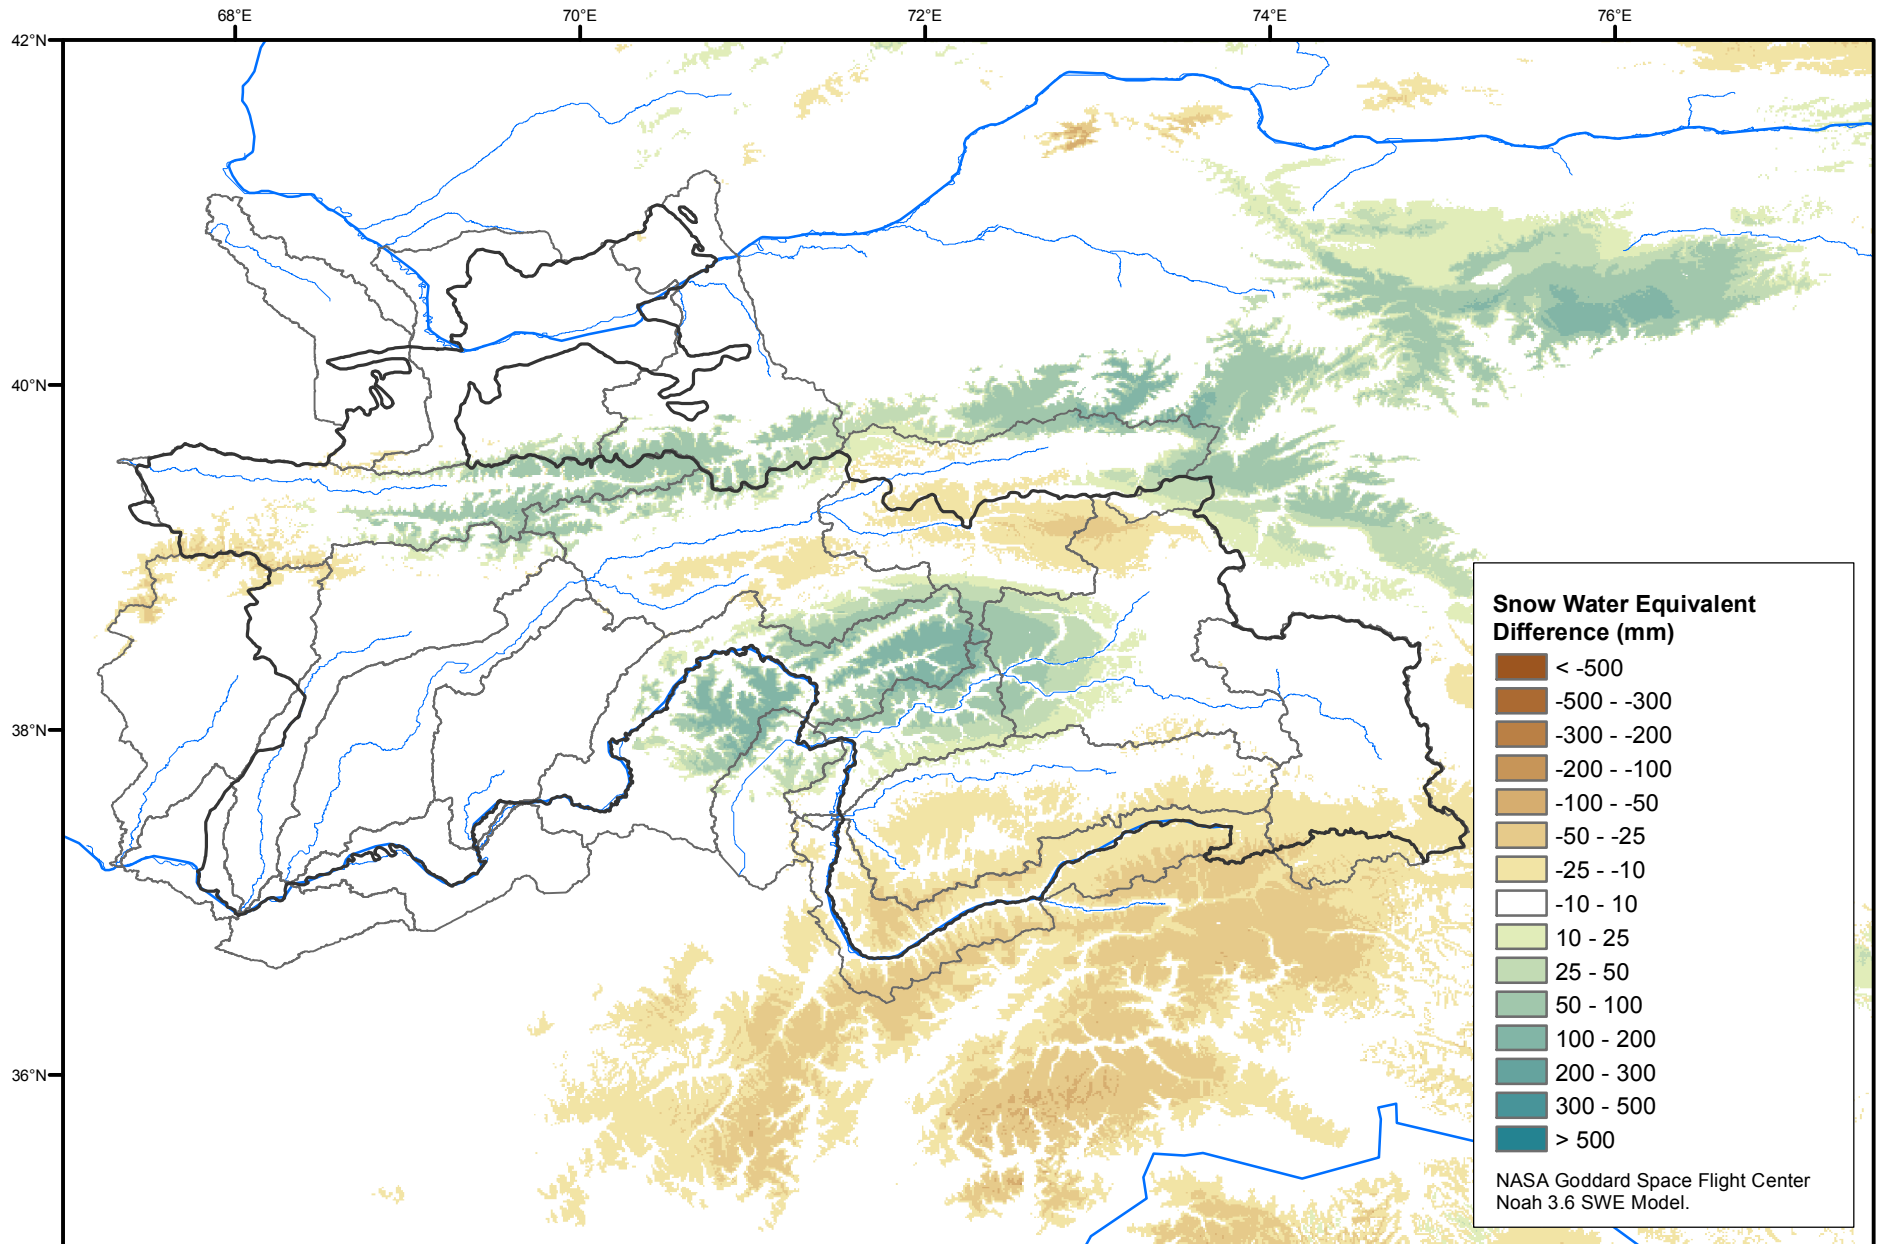 68°E
70°E
72°E
74°E
76°E
42°N
40°N
38°N
36°N
Snow Water Equivalent
Difference (mm)
< -500
-500 - -300
-300 - -200
-200 - -100
-100 - -50
-50 - -25
-25 - -10
-10 - 10
10 - 25
25 - 50
50 - 100
100 - 200
200 - 300
300 - 500
> 500
NASA Goddard Space Flight Center
Noah 3.6 SWE Model.